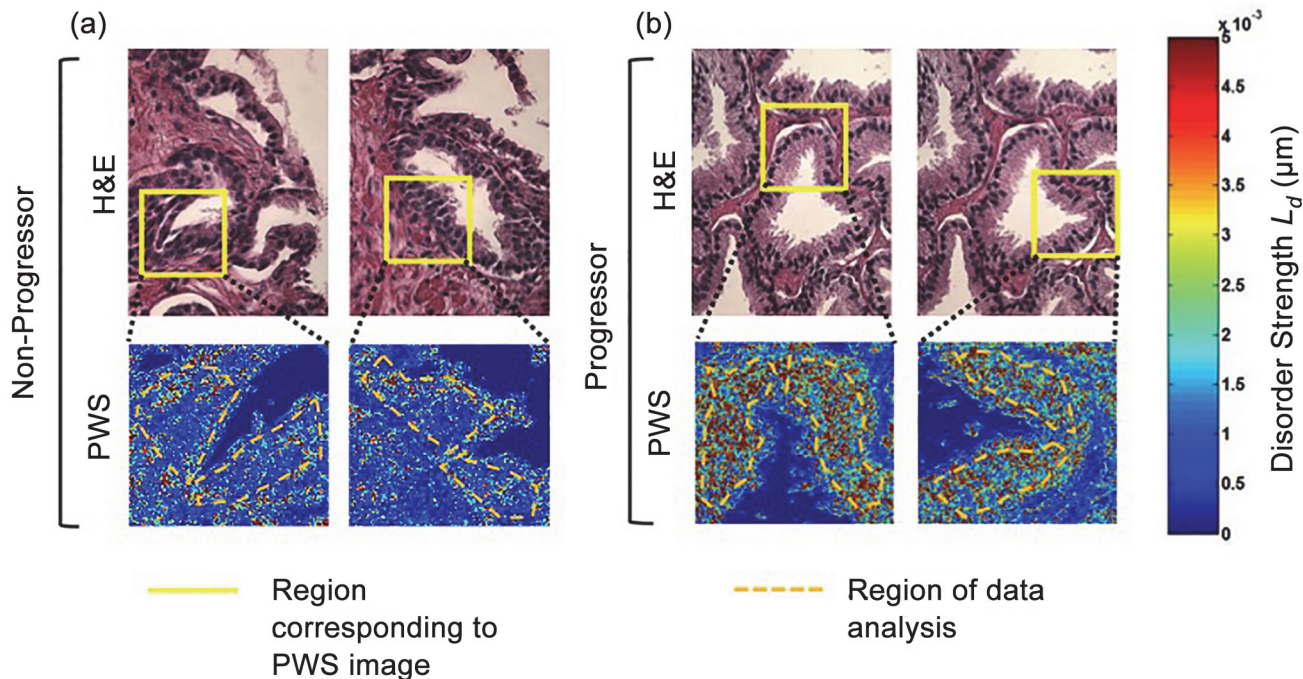 (a)
(b)
Non-Progressor
H&E
PWS
Progressor
H&E
PWS
x 10⁻³
5
4.5
4
3.5
3
2.5
2
1.5
1
0.5
0
Disorder Strength L_d (μm)
Region
corresponding to
PWS image
Region of data
analysis